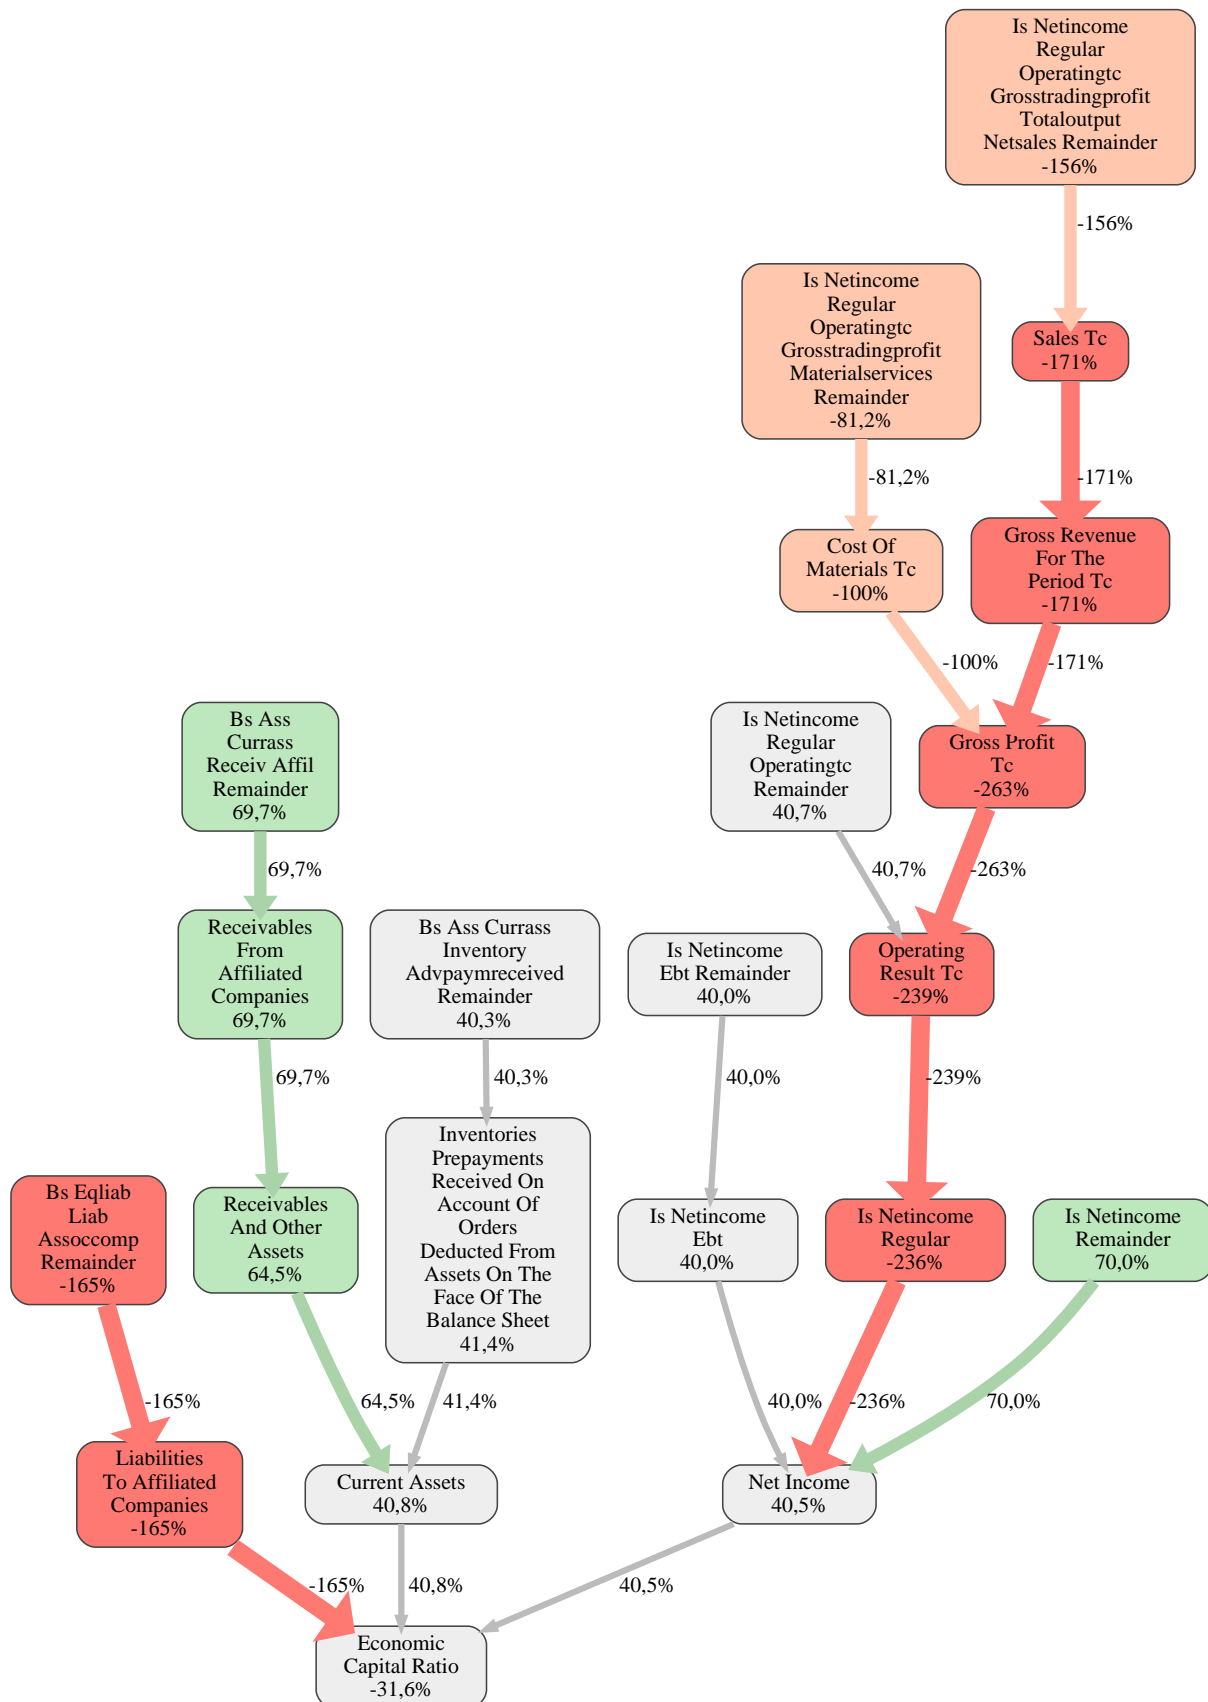 Is Netincome
Regular
Operatingtc
Grosstradingprofit
Totaloutput
Netsales Remainder
-156%
-156%
Is Netincome
Regular
Operatingtc
Grosstradingprofit
Materialservices
Remainder
-81,2%
Sales Tc
-171%
-81,2%
-171%
Cost Of
Materials Tc
-100%
Gross Revenue
For The
Period Tc
-171%
-100%
-171%
Bs Ass
Currass
Receiv Affil
Remainder
69,7%
Is Netincome
Regular
Operatingtc
Remainder
40,7%
Gross Profit
Tc
-263%
69,7%
40,7%
-263%
Receivables
From
Affiliated
Companies
69,7%
Bs Ass Currass
Inventory
Advpaymreceived
Remainder
40,3%
Is Netincome
Ebt Remainder
40,0%
Operating
Result Tc
-239%
69,7%
40,3%
40,0%
-239%
Bs Eqliab
Liab
Assoccomp
Remainder
-165%
Receivables
And Other
Assets
64,5%
Inventories
Prepayments
Received On
Account Of
Orders
Deducted From
Assets On The
Face Of The
Balance Sheet
41,4%
Is Netincome
Ebt
40,0%
Is Netincome
Regular
-236%
Is Netincome
Remainder
70,0%
-165%
64,5%
41,4%
40,0%
-236%
70,0%
Liabilities
To Affiliated
Companies
-165%
Current Assets
40,8%
Net Income
40,5%
-165%
40,8%
40,5%
Economic
Capital Ratio
-31,6%